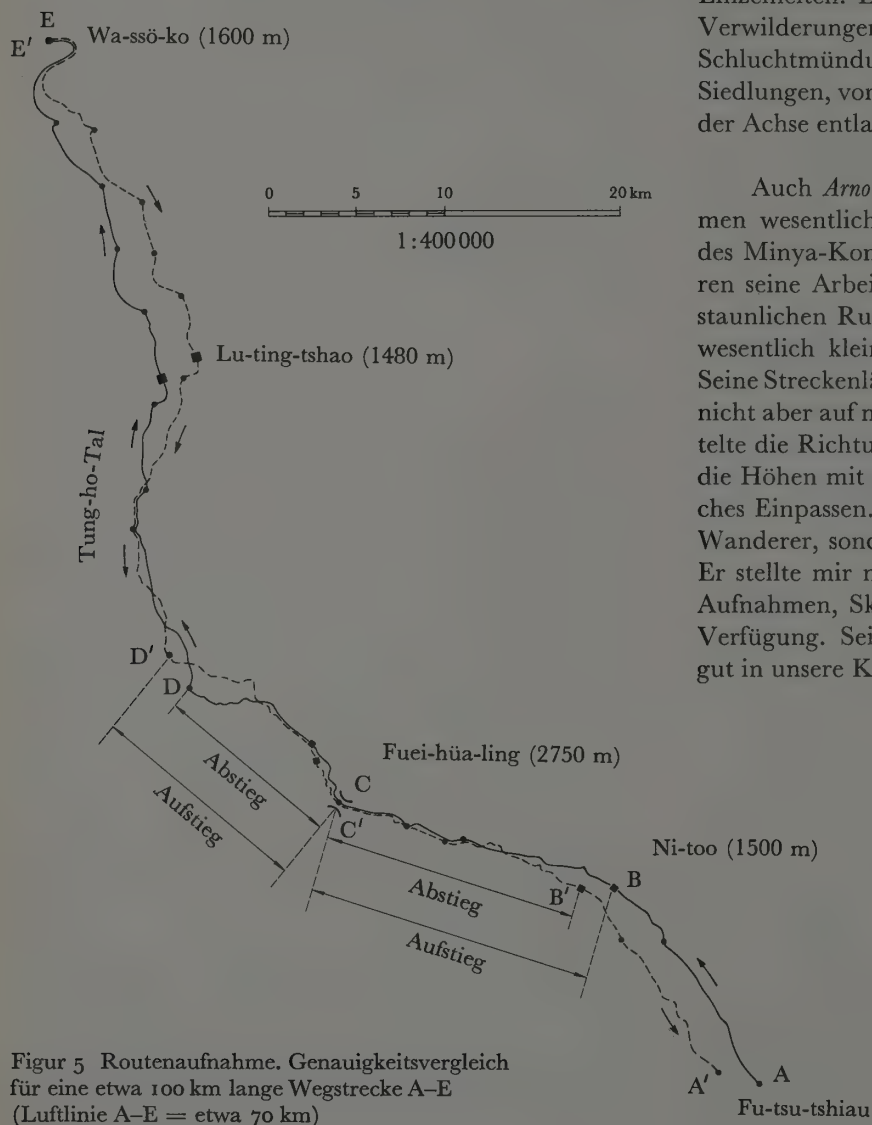 E
E' Wa-ssö-ko (1600 m)
0 5 10 20 km
1:400000
Lu-ting-tshao (1480 m)
Tung-ho-Tal
D'
D
Abstieg
Aufstieg
Fuei-hüa-ling (2750 m)
C
C'
Ni-too (1500 m)
B
B'
Abstieg
Aufstieg
A' A
Fu-tsu-tshiau
Figur 5 Routenaufnahme. Genauigkeitsvergleich
für eine etwa 100 km lange Wegstrecke A–E
(Luftlinie A–E = etwa 70 km)
Verwilderungen
Schluchtmündu
Siedlungen, vor
der Achse entla
Auch Arno
men wesentlich
des Minya-Kon
ren seine Arbei
staunlichen Ru
wesentlich klein
Seine Streckenlä
nicht aber auf n
telte die Richtu
die Höhen mit
ches Einpassen.
Wanderer, sond
Er stellte mir n
Aufnahmen, Sk
Verfügung. Sei
gut in unsere K